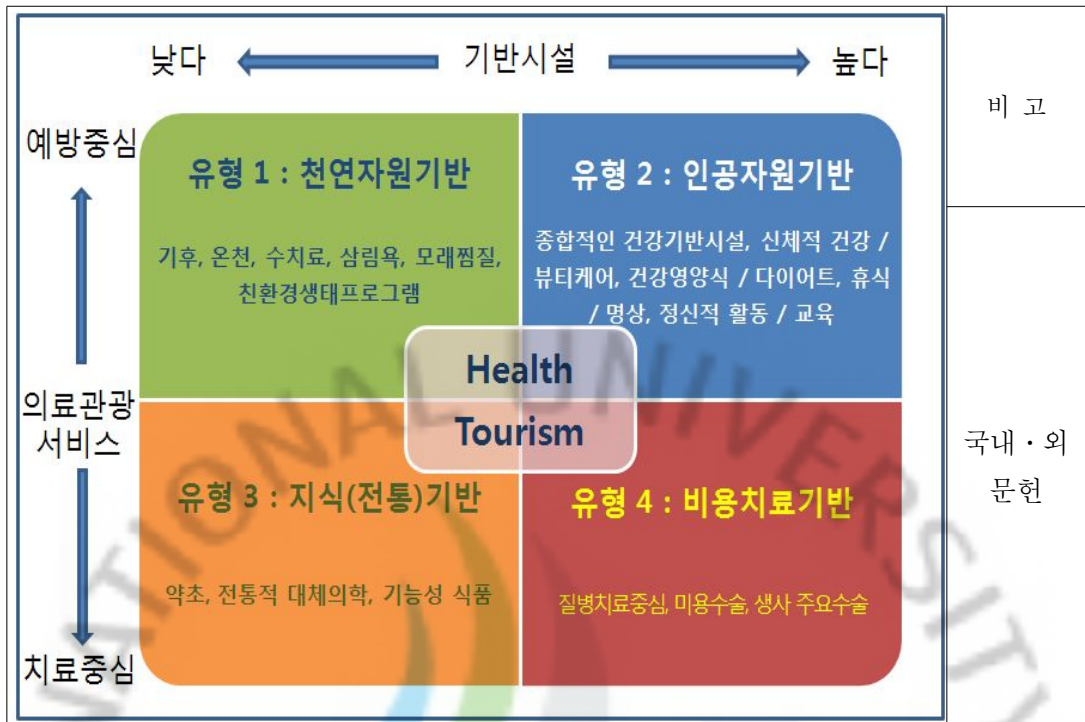 낮다 기반시설 높다
비 고
예방중심
유형 1 : 천연자원기반
기후, 온천, 수치료, 삼림욕, 모래찜질,
친환경생태프로그램
유형 2 : 인공자원기반
종합적인 건강기반시설, 신체적 건강 /
뷰티케어, 건강영양식 / 다이어트, 휴식
/ 명상, 정신적 활동 / 교육
Health
Tourism
의료관광
서비스
국내・외
문헌
유형 3 : 지식(전통)기반
약초, 전통적 대체의학, 기능성 식품
유형 4 : 비용치료기반
질병치료중심, 미용수술, 생사 주요수술
치료중심
NATIONAL UNIVERSITY